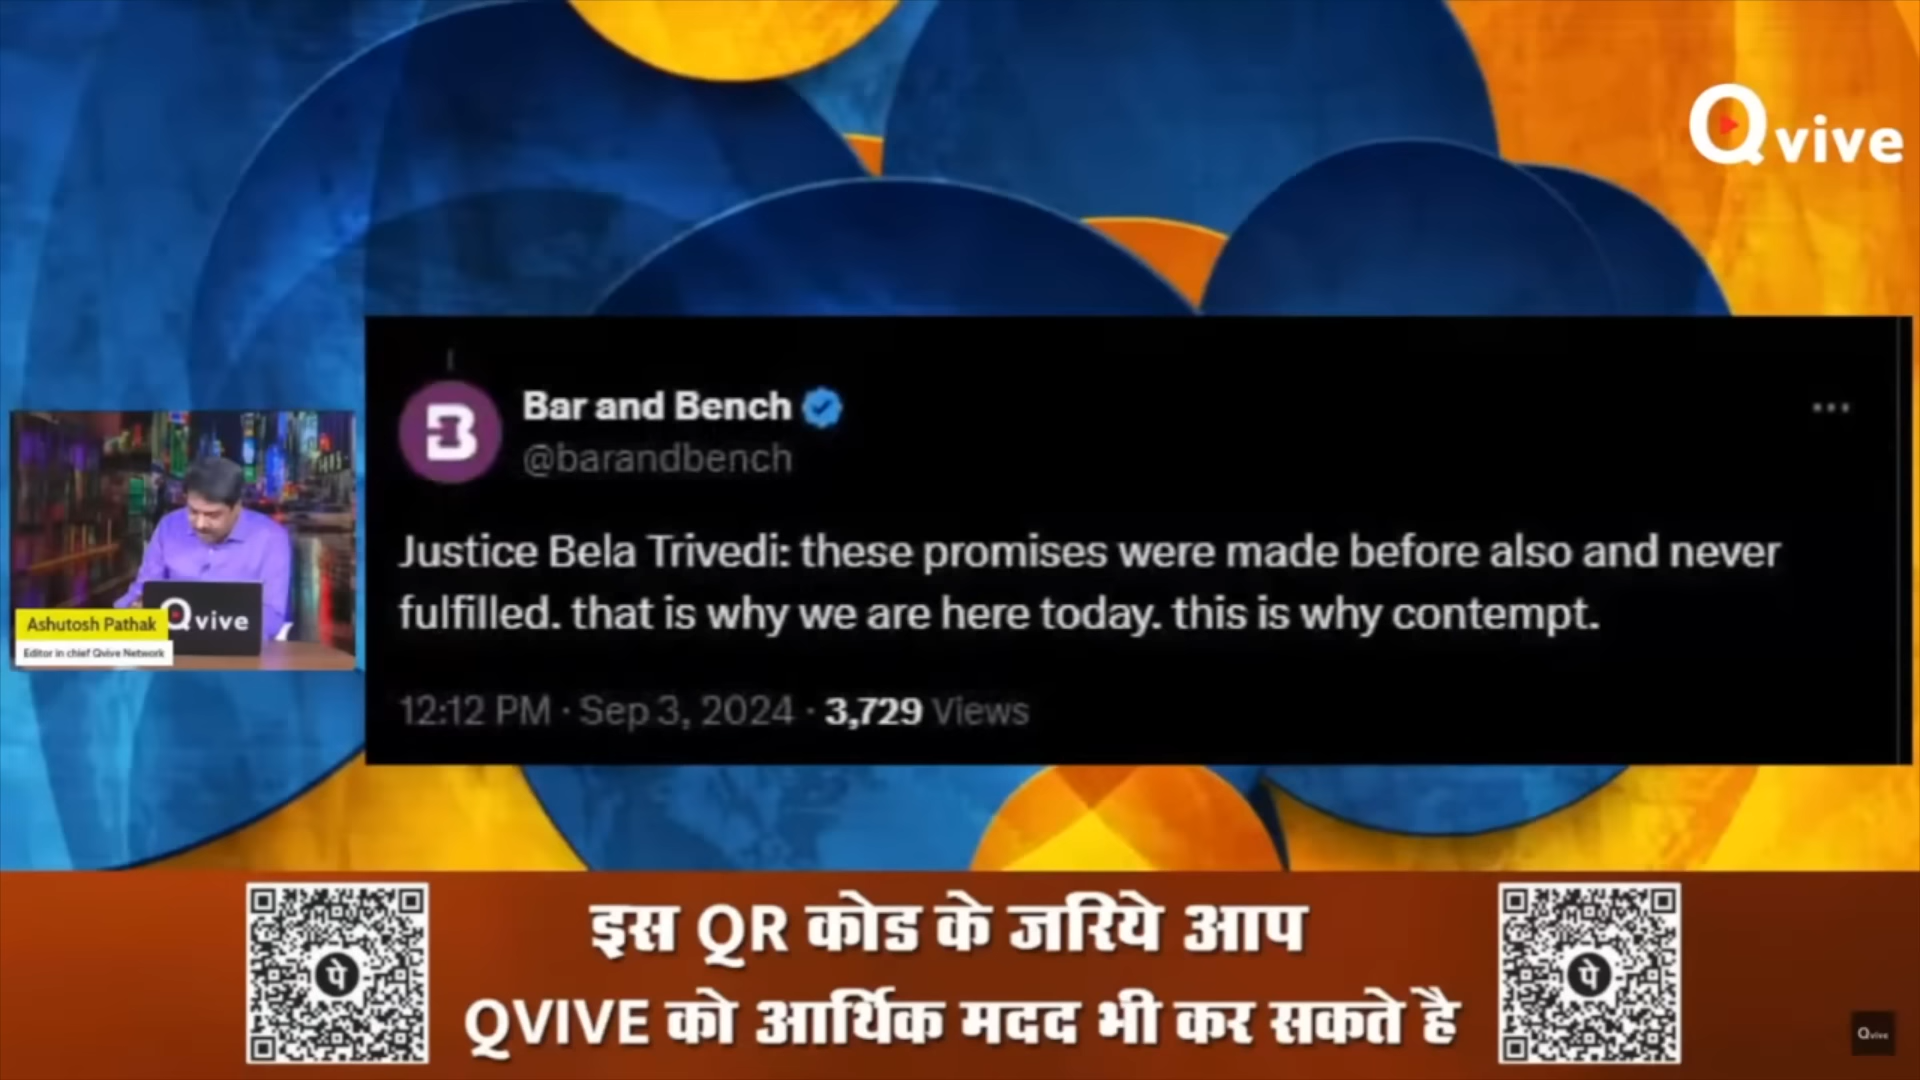 Qvive
Bar and Bench
@barandbench
Justice Bela Trivedi: these promises were made before also and never
fulfilled. that is why we are here today. this is why contempt.
12:12 PM · Sep 3, 2024 · 3,729 Views
Qvive
Ashutosh Pathak
Editor in chief Qvive Network
इस QR कोड के जरिये आप
QVIVE को आर्थिक मदद भी कर सकते है
पे
पे
Qvive